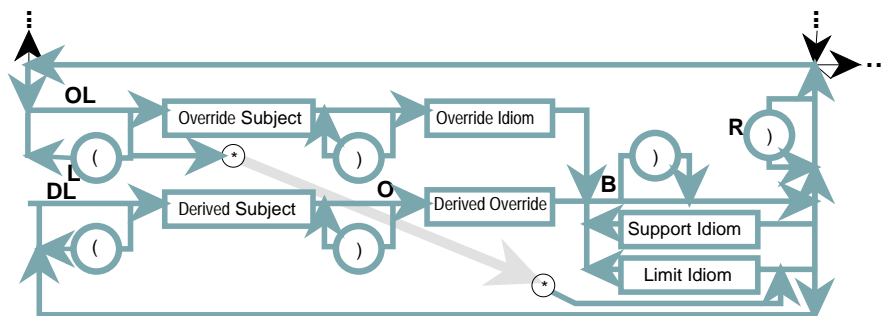 OL
Override Subject
Override Idiom
)
R
(
*
)
)
L
DL
O
B
Derived Subject
Derived Override
Support Idiom
(
)
Limit Idiom
*